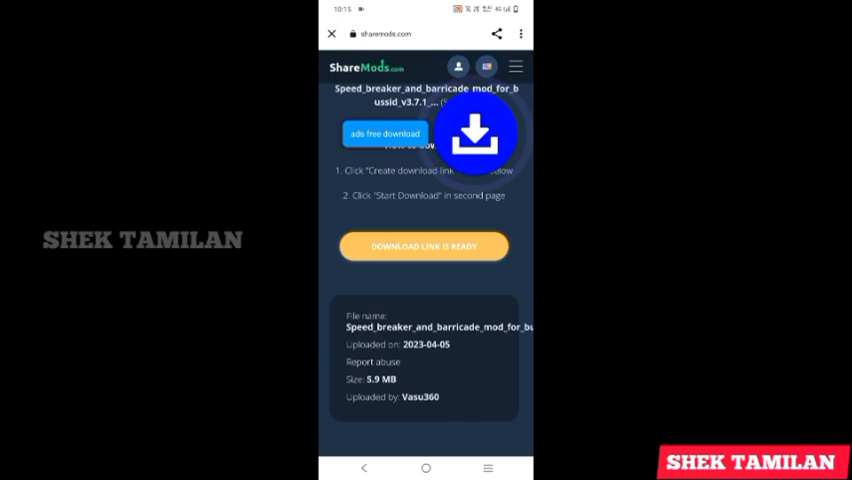 10:15
sharemods.com
ShareMods.com
Speed_breaker_and_barricade_mod_for_b
ussid_v3.7.1_...
ads free download
1. Click "Create download link
below
2. Click "Start Download" in second page
SHEK TAMILAN
DOWNLOAD LINK IS READY
File name:
Speed_breaker_and_barricade_mod_for_bu
Uploaded on: 2023-04-05
Report abuse
Size: 5.9 MB
Uploaded by: Vasu360
SHEK TAMILAN